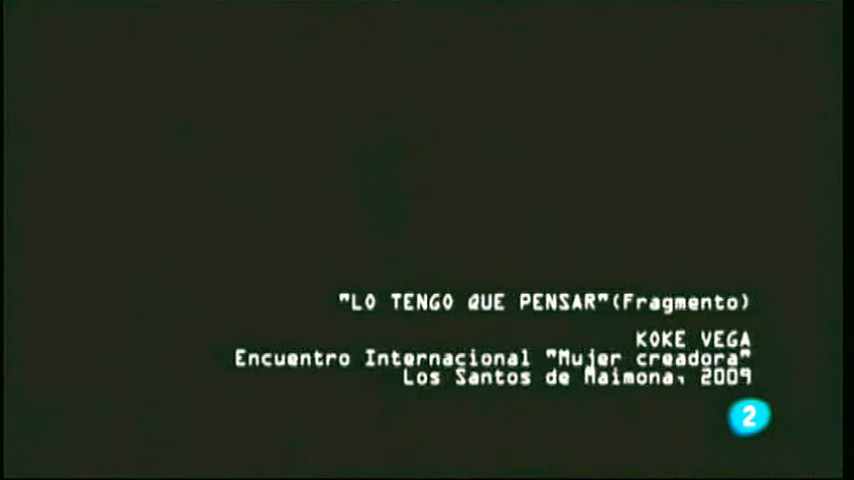 "LO TENGO QUE PENSAR"(Fragmento)
KOKE VEGA
Encuentro Internacional "Mujer creadora"
Los Santos de Maimona, 2009
2